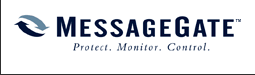 MESSAGEGATE™
Protect. Monitor. Control.